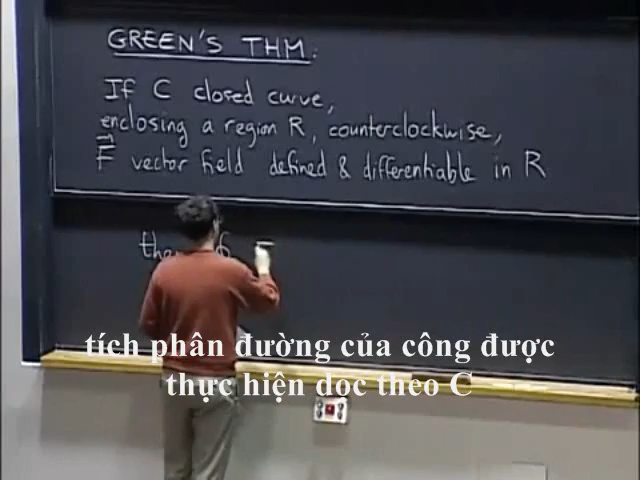 GREEN'S THM:
If C closed curve,
enclosing a region R, counterclockwise,
F vector field defined & differentiable in R
tích phân đường của công được
thực hiện dọc theo C